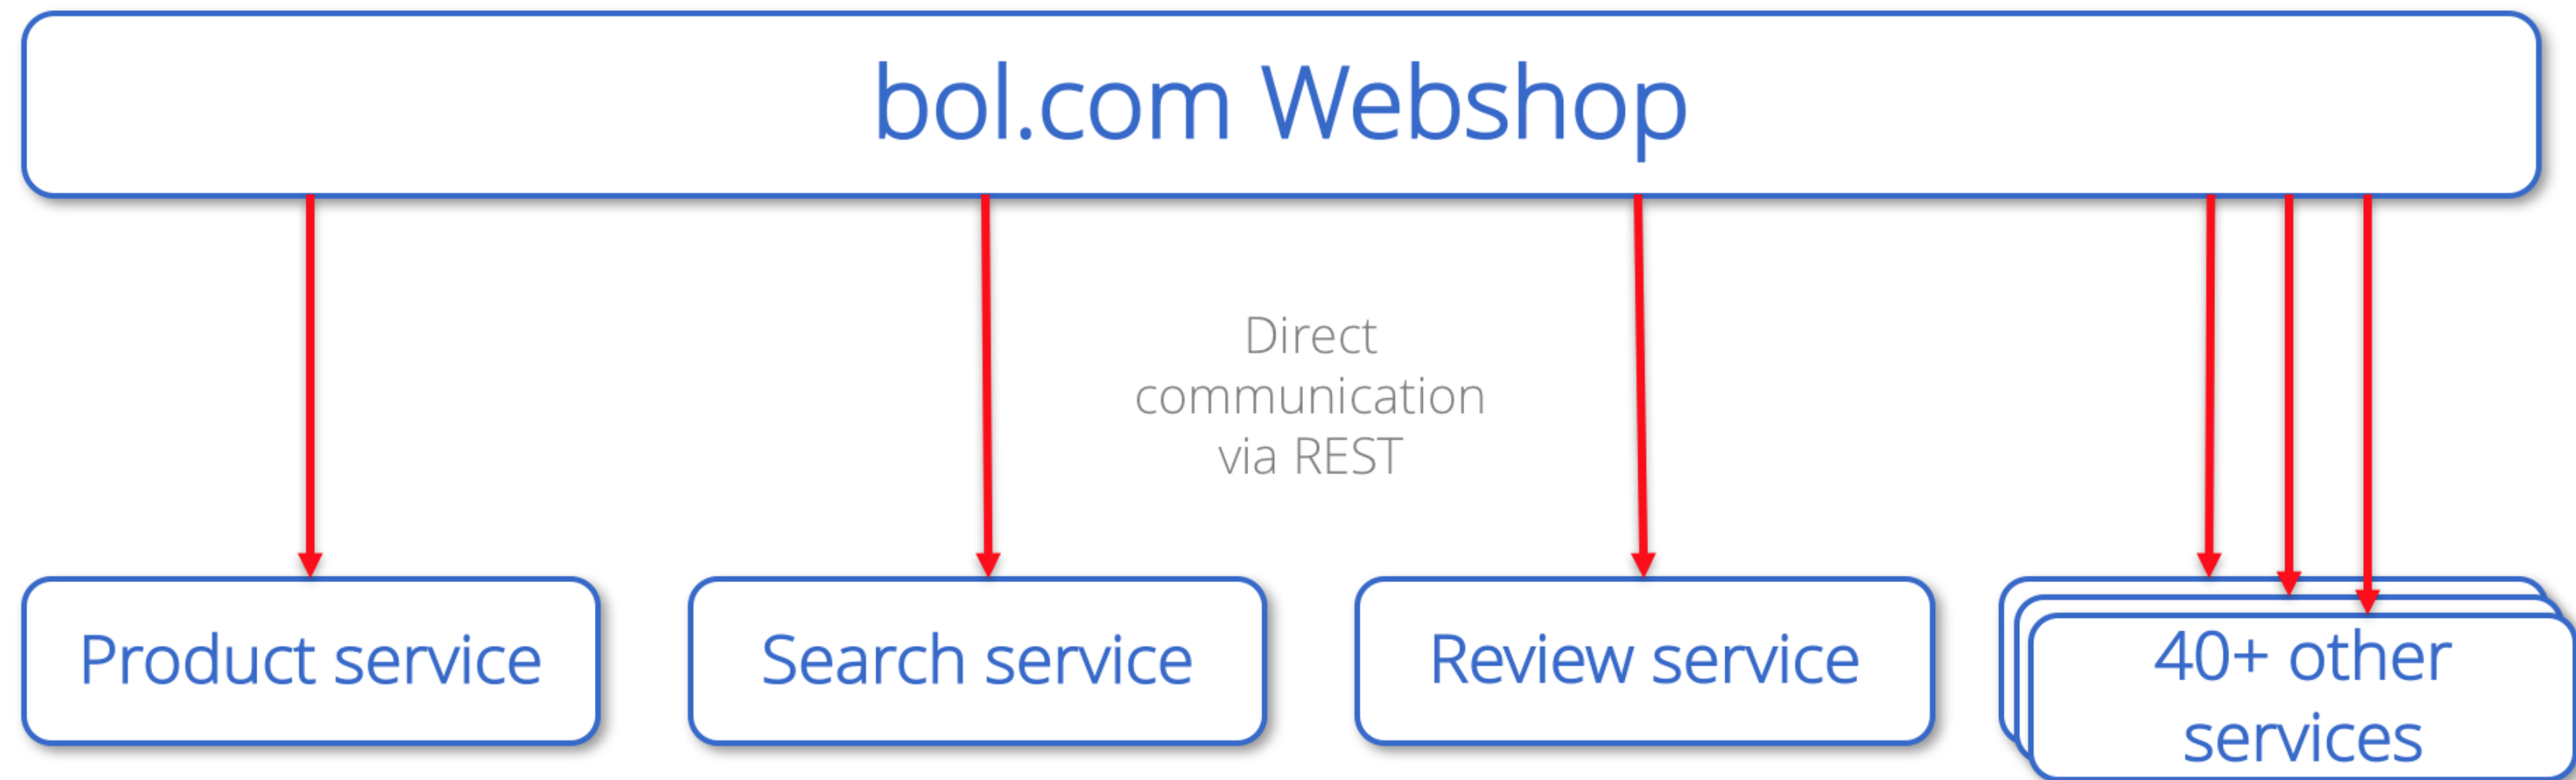 bol.com Webshop
Direct
communication
via REST
Product service
Search service
Review service
40+ other
services